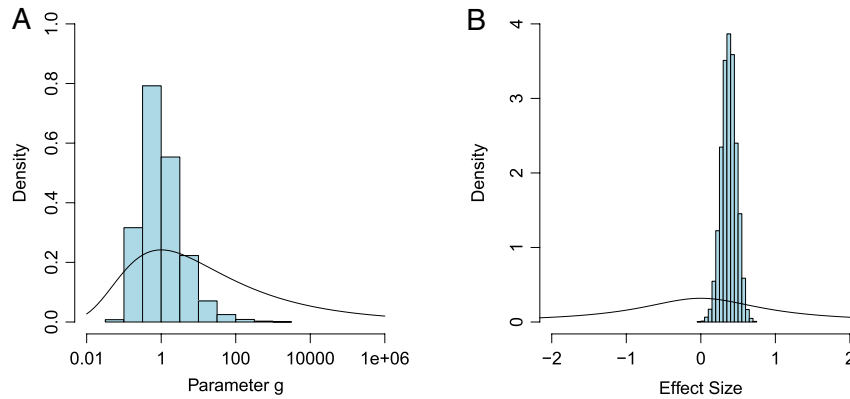 A
Density
0.0 0.2 0.4 0.6 0.8 1.0
0.01 1 100 10000 1e+06
Parameter g
B
Density
0 1 2 3 4
−2 −1 0 1 2
Effect Size